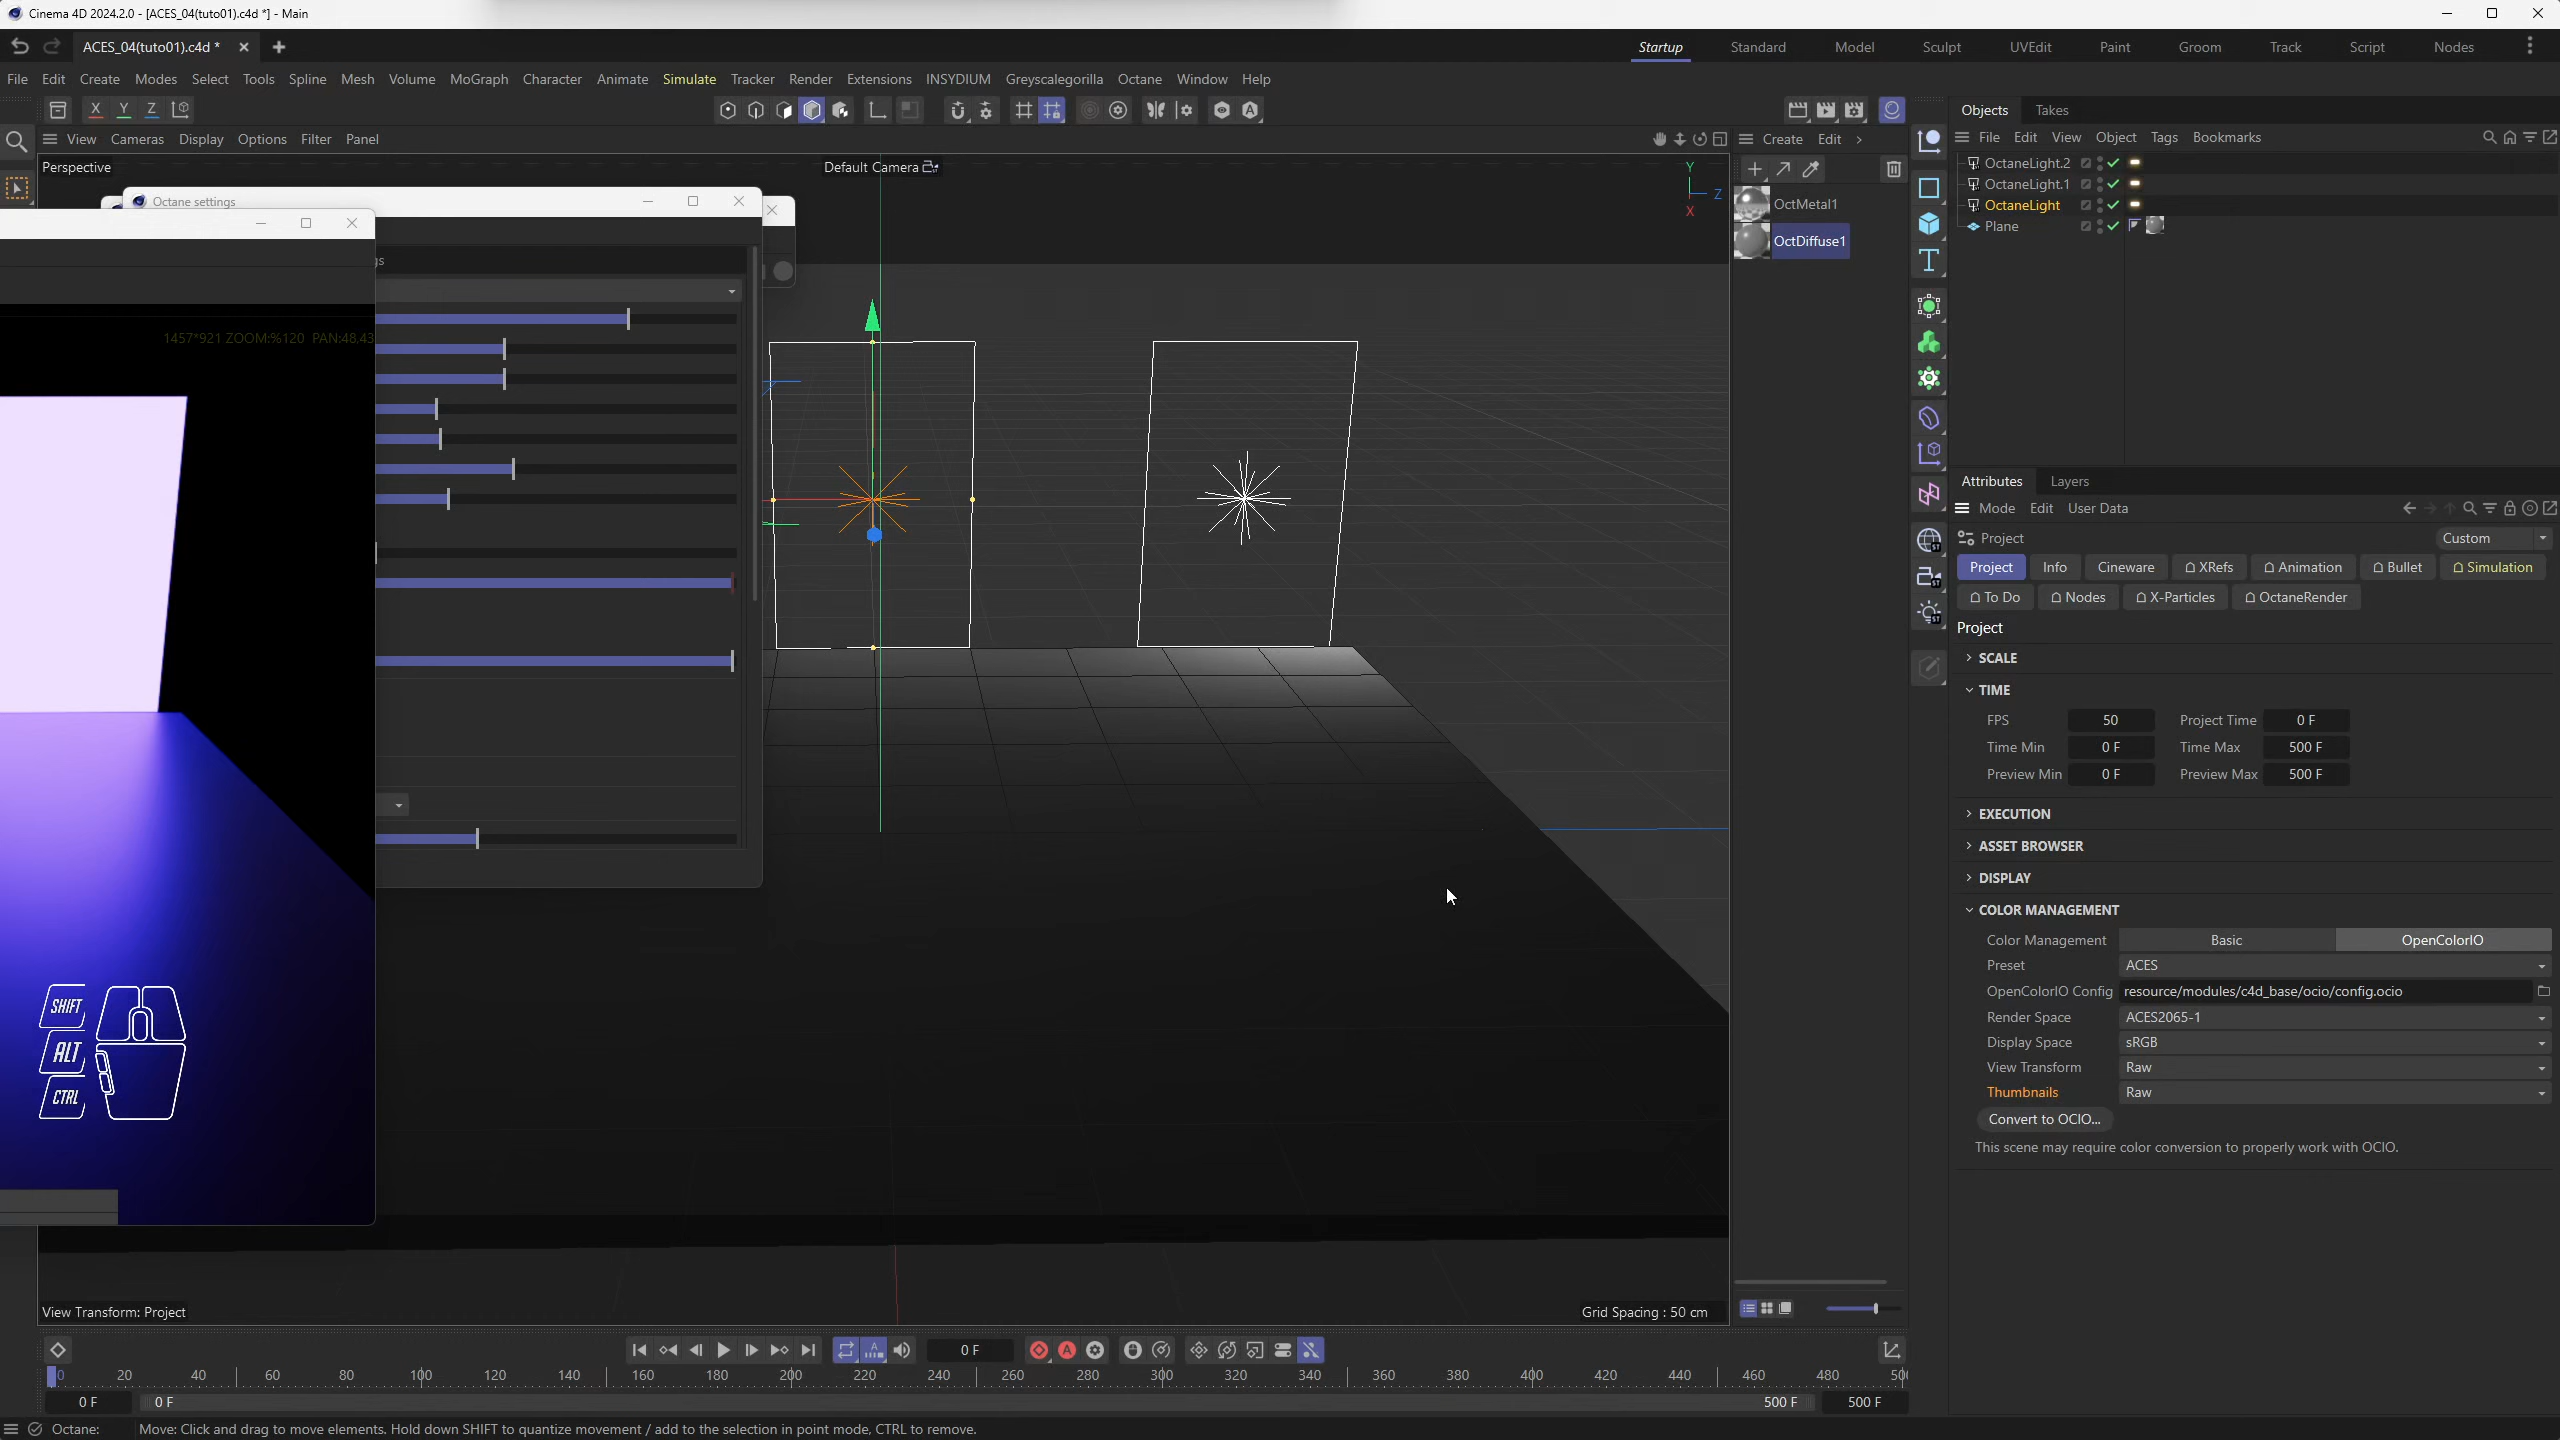 Cinema 4D 2024.2.0 - [ACES_04(tuto01).c4d *] - Main
ACES_04(tuto01).c4d *
Startup Standard Model Sculpt UVEdit Paint Groom Track Script Nodes
File Edit Create Modes Select Tools Spline Mesh Volume MoGraph Character Animate Simulate Tracker Render Extensions INSYDIUM Greyscalegorilla Octane Window Help
X Y Z
Objects Takes
View Cameras Display Options Filter Panel
Create Edit
File Edit View Object Tags Bookmarks
Perspective
Default Camera
Y
Z
X
OctaneLight.2
OctaneLight.1
OctaneLight
Plane
OctMetal1
OctDiffuse1
Octane settings
gs
1457*921 ZOOM:%120 PAN:48,43
SHIFT
ALT
CTRL
Attributes Layers
Mode Edit User Data
Project
Custom
Project Info Cineware XRefs Animation Bullet Simulation
To Do Nodes X-Particles OctaneRender
Project
SCALE
TIME
FPS 50 Project Time 0 F
Time Min 0 F Time Max 500 F
Preview Min 0 F Preview Max 500 F
EXECUTION
ASSET BROWSER
DISPLAY
COLOR MANAGEMENT
Color Management Basic OpenColorIO
Preset ACES
OpenColorIO Config resource/modules/c4d_base/ocio/config.ocio
Render Space ACES2065-1
Display Space sRGB
View Transform Raw
Thumbnails Raw
Convert to OCIO...
This scene may require color conversion to properly work with OCIO.
View Transform: Project
Grid Spacing : 50 cm
0 F
0 20 40 60 80 100 120 140 160 180 200 220 240 260 280 300 320 340 360 380 400 420 440 460 480 500
0 F 0 F 500 F 500 F
Octane: Move: Click and drag to move elements. Hold down SHIFT to quantize movement / add to the selection in point mode, CTRL to remove.